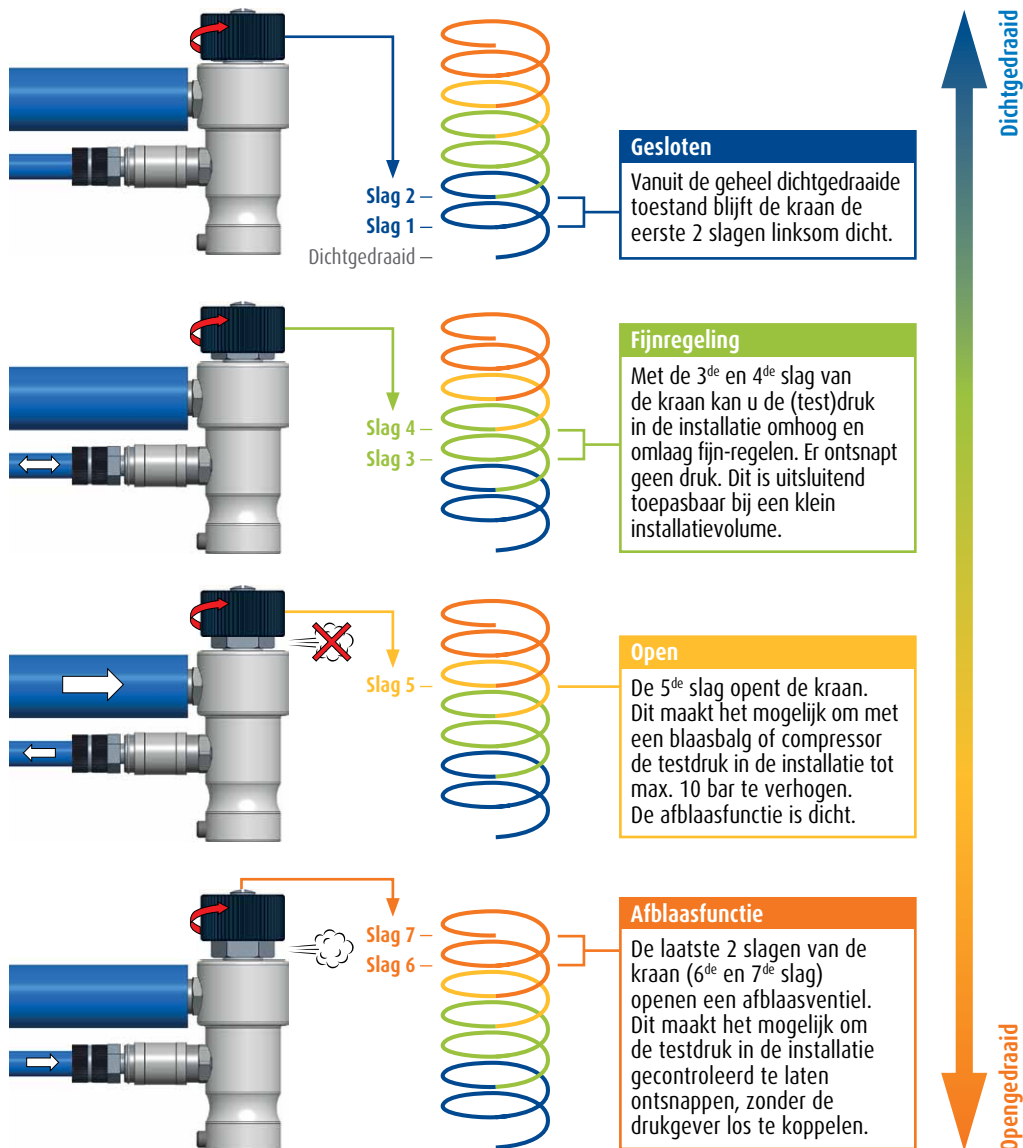 Dichtgedraaid
Gesloten
Vanuit de geheel dichtgedraaide
toestand blijft de kraan de
eerste 2 slagen linksom dicht.
Slag 2
Slag 1
Dichtgedraaid
Fijnregeling
Met de 3de en 4de slag van
de kraan kan u de (test)druk
in de installatie omhoog en
omlaag fijn-regelen. Er ontsnapt
geen druk. Dit is uitsluitend
toepasbaar bij een klein
installatievolume.
Slag 4
Slag 3
Open
De 5de slag opent de kraan.
Dit maakt het mogelijk om met
een blaasbalg of compressor
de testdruk in de installatie tot
max. 10 bar te verhogen.
De afblaasfunctie is dicht.
Slag 5
Afblaasfunctie
De laatste 2 slagen van de
kraan (6de en 7de slag)
openen een afblaasventiel.
Dit maakt het mogelijk om
de testdruk in de installatie
gecontroleerd te laten
ontsnappen, zonder de
drukgever los te koppelen.
Slag 7
Slag 6
Opengedraaid